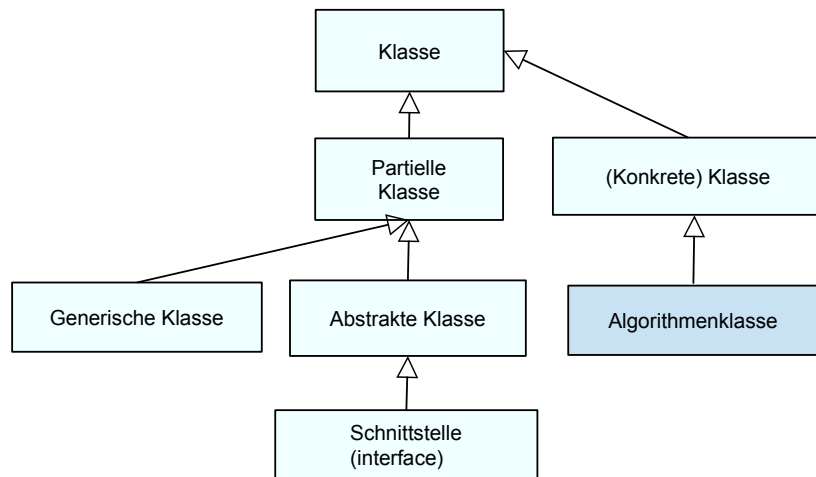 Klasse
Partielle
Klasse
(Konkrete) Klasse
Generische Klasse
Abstrakte Klasse
Algorithmenklasse
Schnittstelle
(interface)